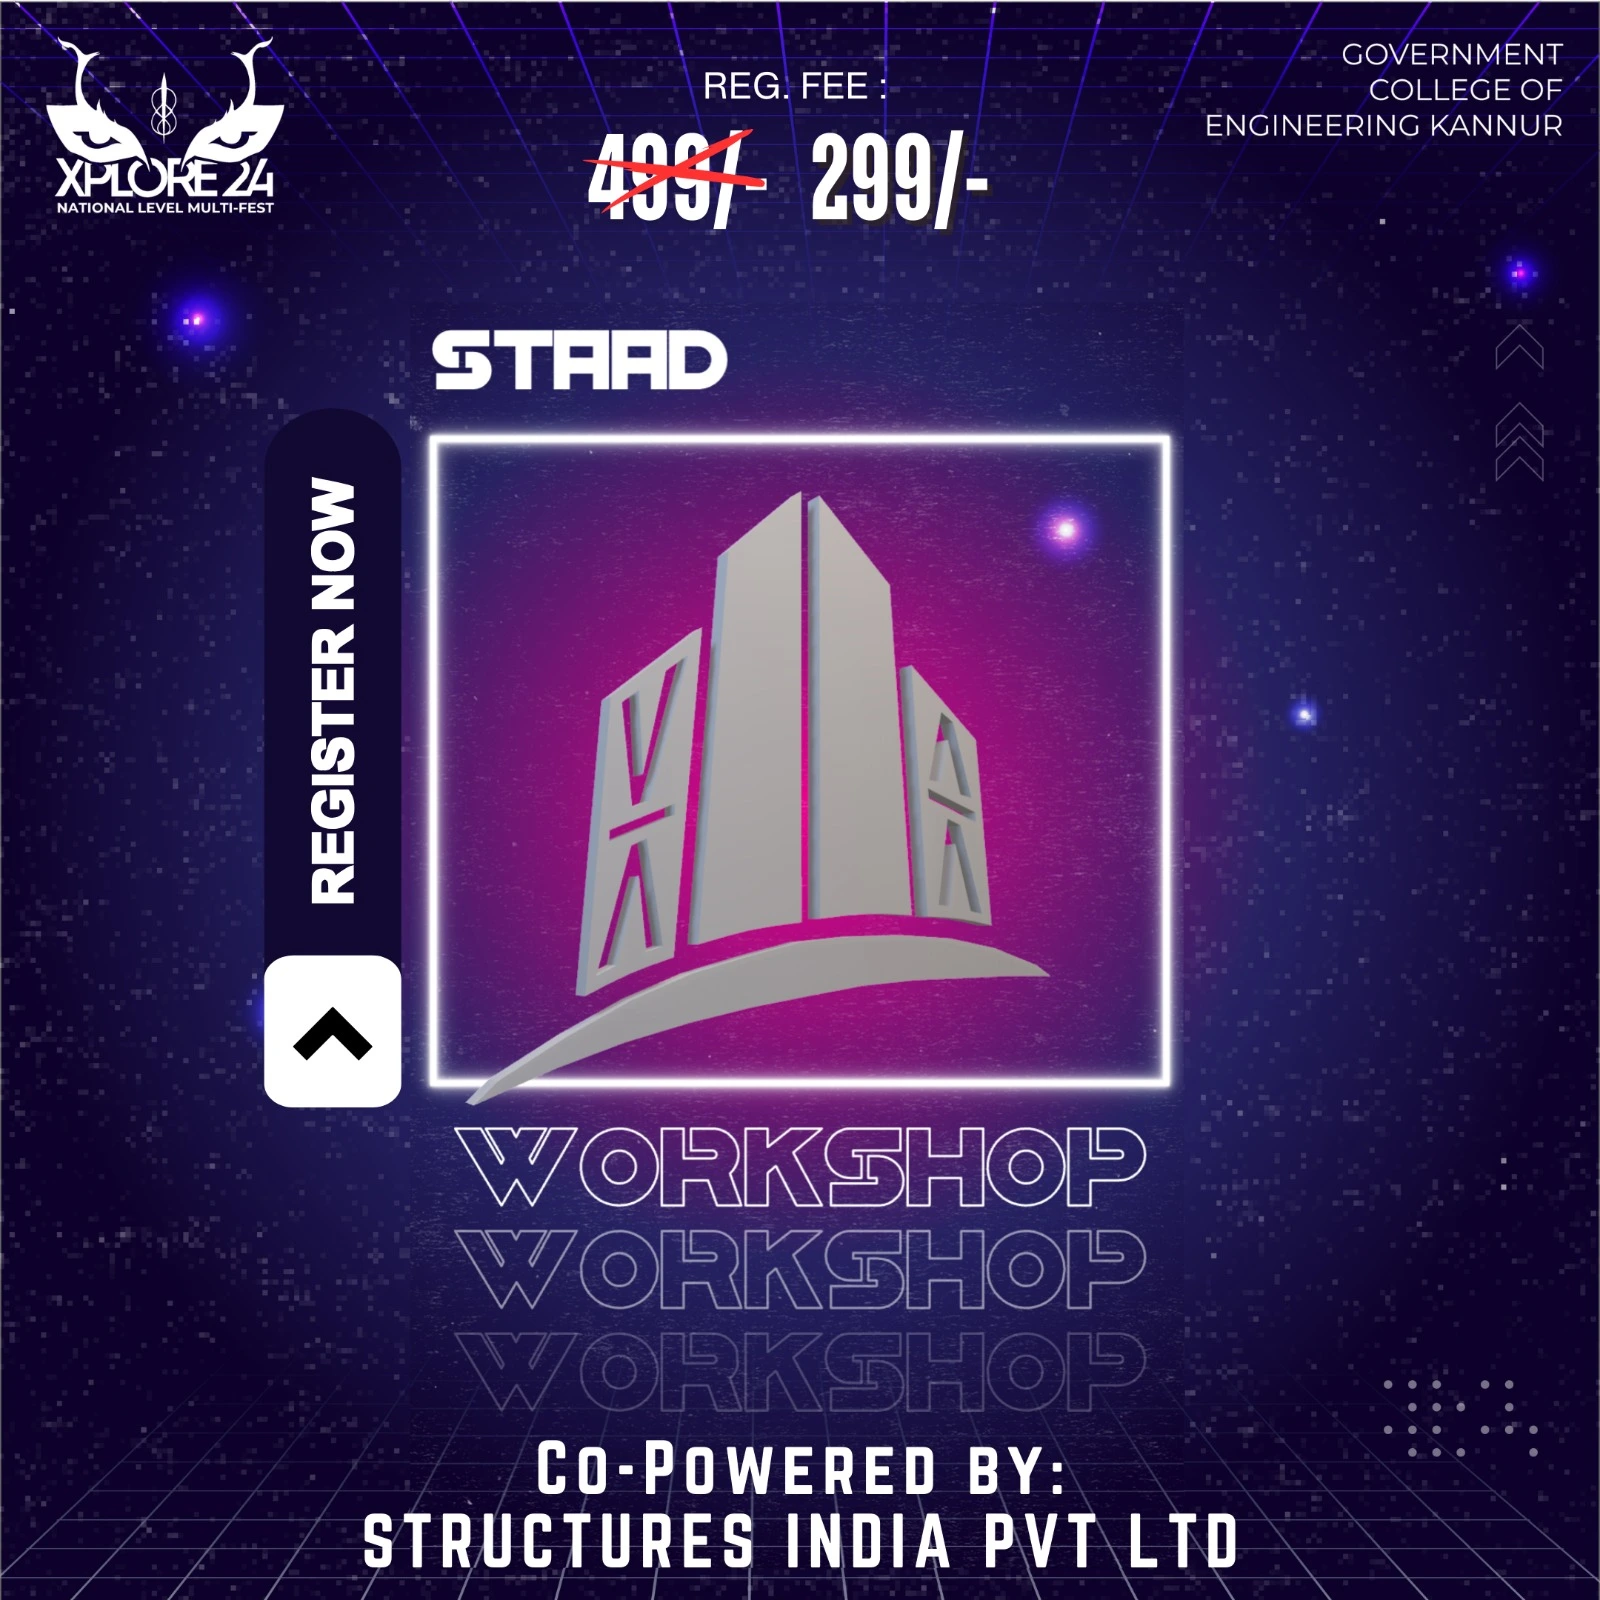 XPLORE 24
NATIONAL LEVEL MULTI-FEST
REG. FEE :
499/- 299/-
GOVERNMENT
COLLEGE OF
ENGINEERING KANNUR
STAAD
REGISTER NOW
WORKSHOP
WORKSHOP
WORKSHOP
CO-POWERED BY:
STRUCTURES INDIA PVT LTD